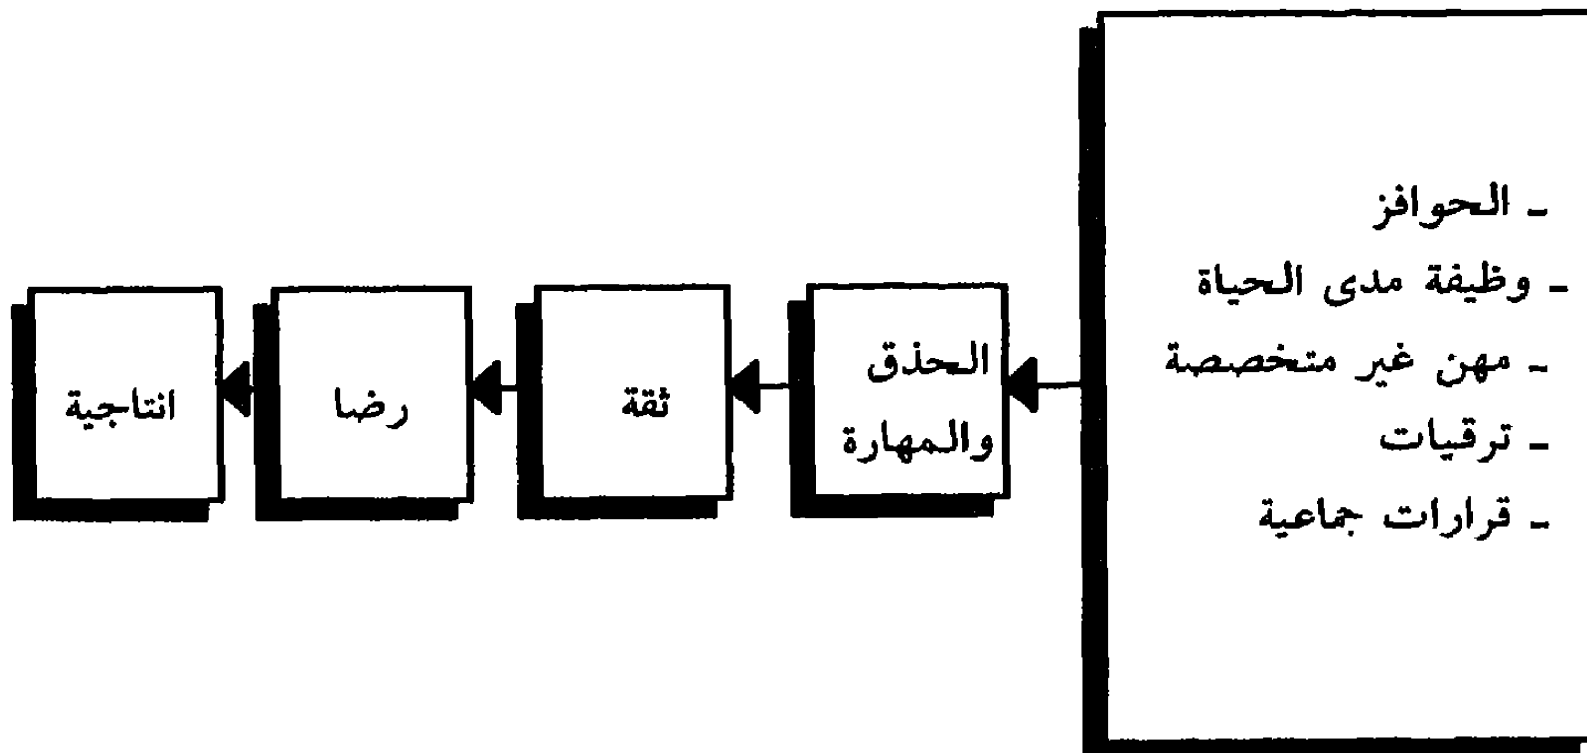 - الحوافز
- وظيفة مدى الحياة
- مهن غير متخصصة
- ترقيات
- قرارات جماعية
الحذق
والمهارة
ثقة
رضا
انتاجية